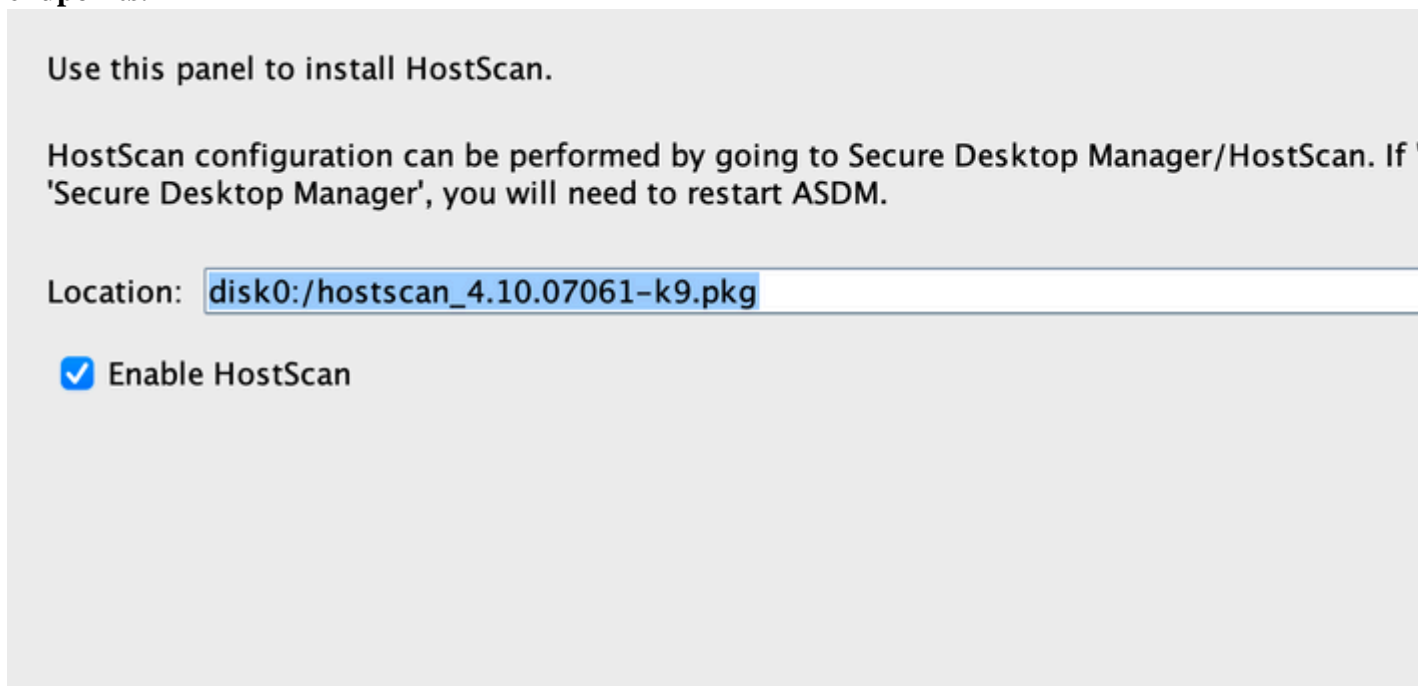 Use this panel to install HostScan.
HostScan configuration can be performed by going to Secure Desktop Manager/HostScan. If '
'Secure Desktop Manager', you will need to restart ASDM.
Location: disk0:/hostscan_4.10.07061-k9.pkg
Enable HostScan